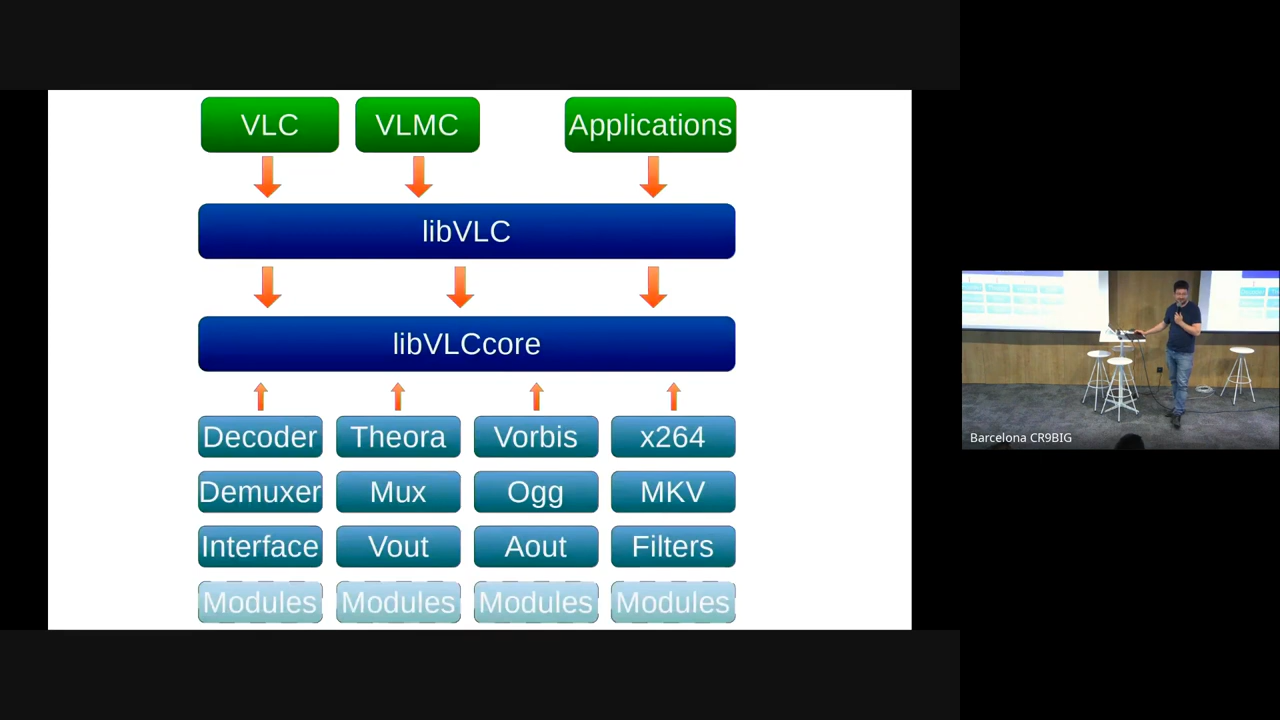 VLC
VLMC
Applications
libVLC
libVLCcore
Decoder
Theora
Vorbis
x264
Demuxer
Mux
Ogg
MKV
Interface
Vout
Aout
Filters
Modules
Modules
Modules
Modules
Barcelona CR9BIG